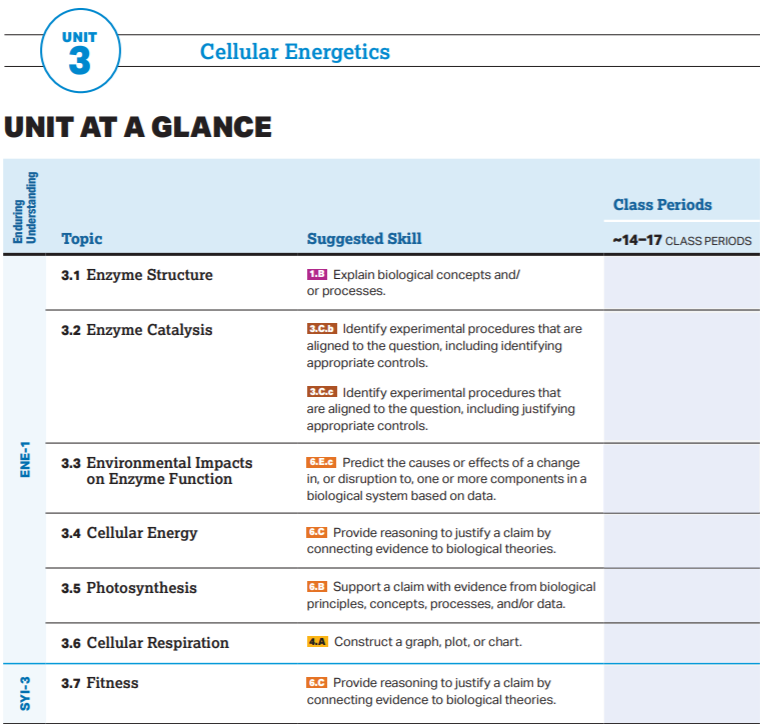 UNIT
3
Cellular Energetics
UNIT AT A GLANCE
Enduring
Understanding
Topic
Suggested Skill
Class Periods
~14–17 CLASS PERIODS
ENE-1
3.1 Enzyme Structure
1.B Explain biological concepts and/
or processes.
3.2 Enzyme Catalysis
3.C.b Identify experimental procedures that are
aligned to the question, including identifying
appropriate controls.
3.C.c Identify experimental procedures that
are aligned to the question, including justifying
appropriate controls.
3.3 Environmental Impacts
on Enzyme Function
6.E.c Predict the causes or effects of a change
in, or disruption to, one or more components in a
biological system based on data.
3.4 Cellular Energy
6.C Provide reasoning to justify a claim by
connecting evidence to biological theories.
3.5 Photosynthesis
6.B Support a claim with evidence from biological
principles, concepts, processes, and/or data.
3.6 Cellular Respiration
4.A Construct a graph, plot, or chart.
SYI-3
3.7 Fitness
6.C Provide reasoning to justify a claim by
connecting evidence to biological theories.